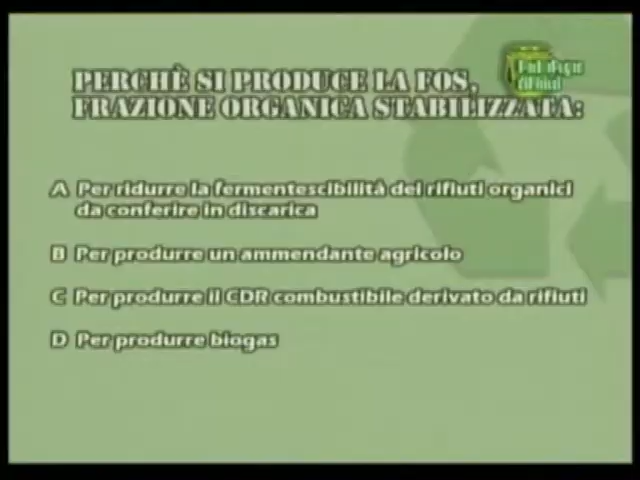 PERCHÈ SI PRODUCE LA FOS,
FRAZIONE ORGANICA STABILIZZATA:
A Per ridurre la fermentescibilità dei rifiuti organici
da conferire in discarica
B Per produrre un ammendante agricolo
C Per produrre il CDR combustibile derivato da rifiuti
D Per produrre biogas